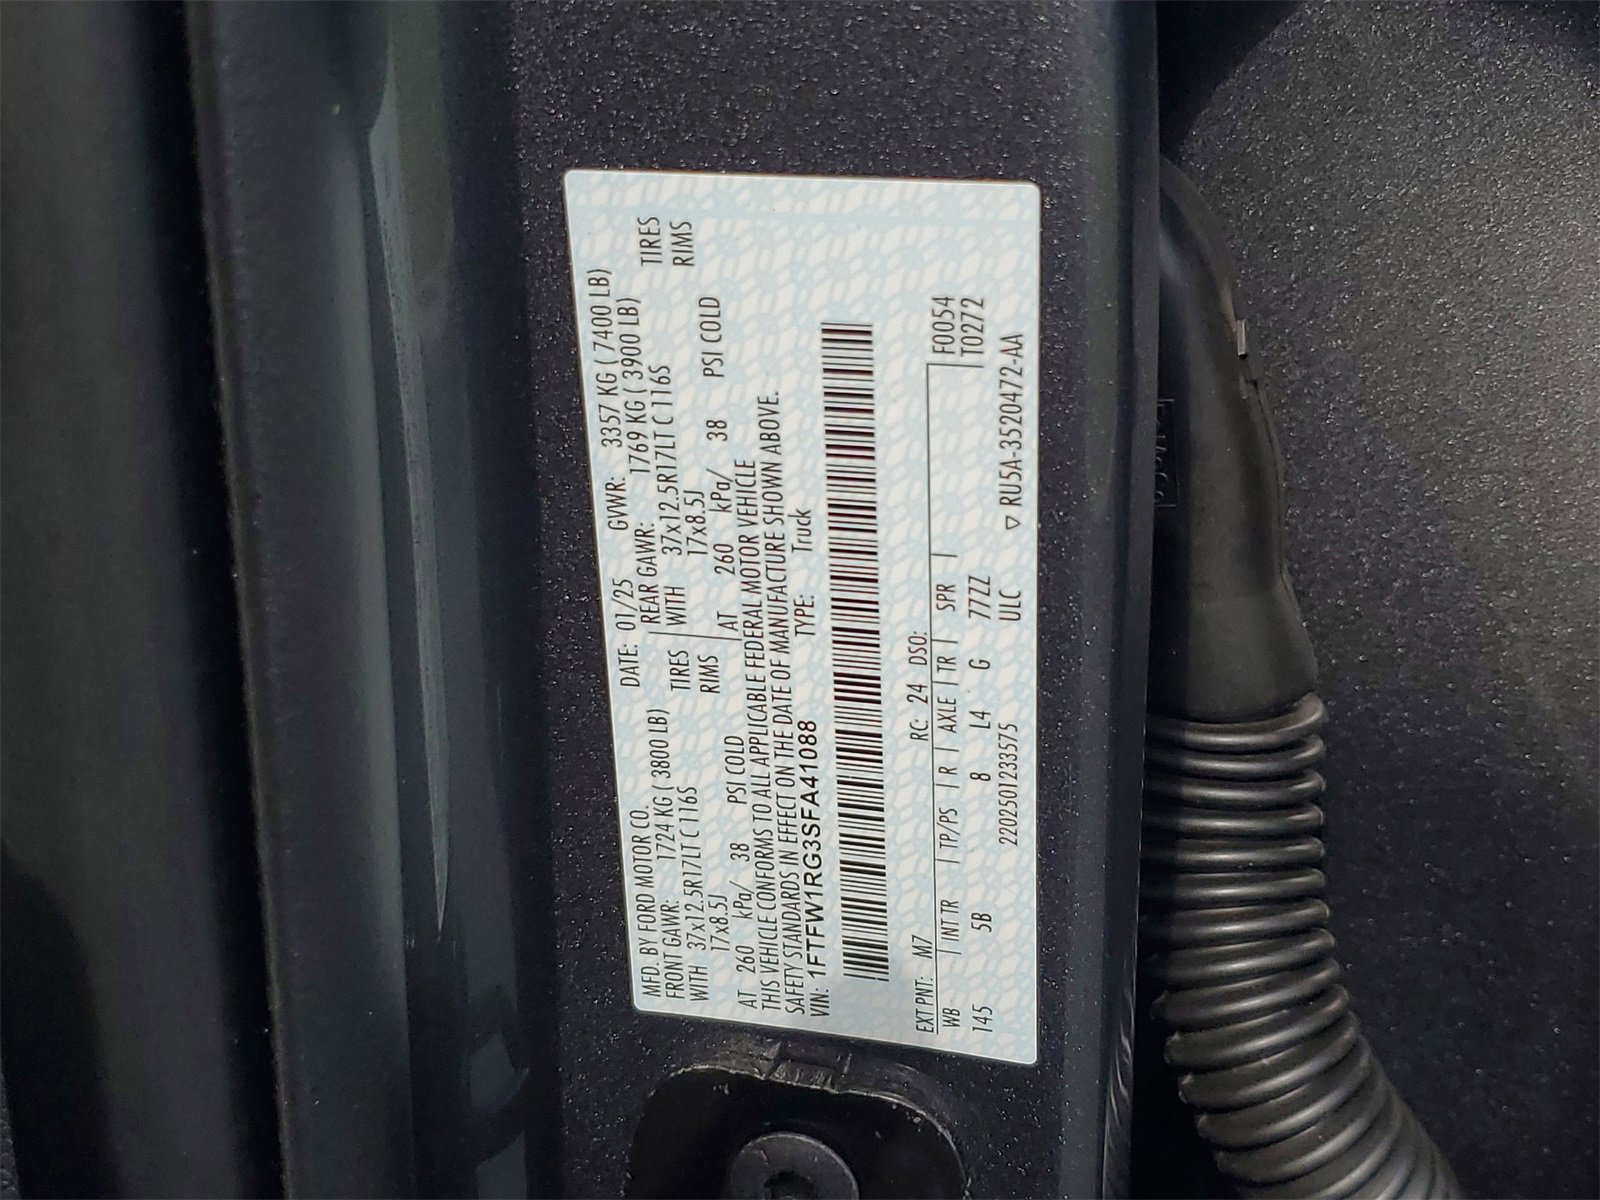 MFD. BY FORD MOTOR CO. DATE: 01/25 GVWR: 3357 KG ( 7400 LB)
FRONT GAWR: 1724 KG ( 3800 LB) REAR GAWR: 1769 KG ( 3900 LB)
WITH 37x12.5R17LT C 116S TIRES WITH 37x12.5R17LT C 116S TIRES
17x8.5J RIMS 17x8.5J RIMS
AT 260 kPa/ 38 PSI COLD AT 260 kPa/ 38 PSI COLD
THIS VEHICLE CONFORMS TO ALL APPLICABLE FEDERAL MOTOR VEHICLE
SAFETY STANDARDS IN EFFECT ON THE DATE OF MANUFACTURE SHOWN ABOVE.
VIN: 1FTFW1RG3SFA41088 TYPE: Truck
EXT PNT: M7 RC: 24 DSO: F0054
WB INT TR TP/PS R AXLE TR SPR T0272
145 5B 8 L4 G 77ZZ
2202501233575 ULC ▽ RU5A-3520472-AA